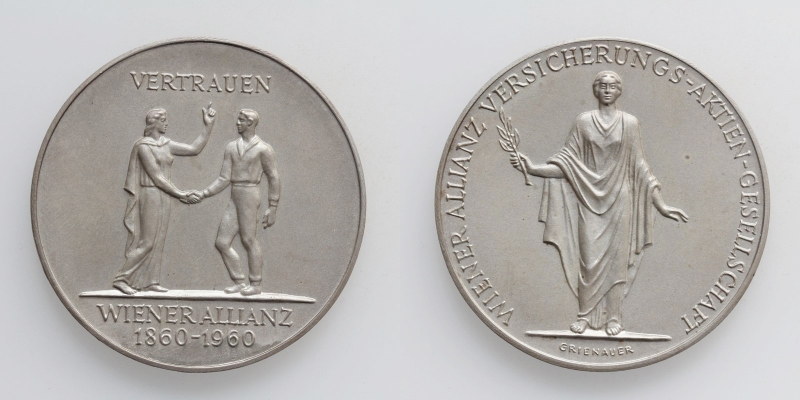 VERTRAUEN
WIENER ALLIANZ
1860-1960
WIENER ALLIANZ VERSICHERUNGS-AKTIEN-GESELLSCHAFT
GRIENAUER